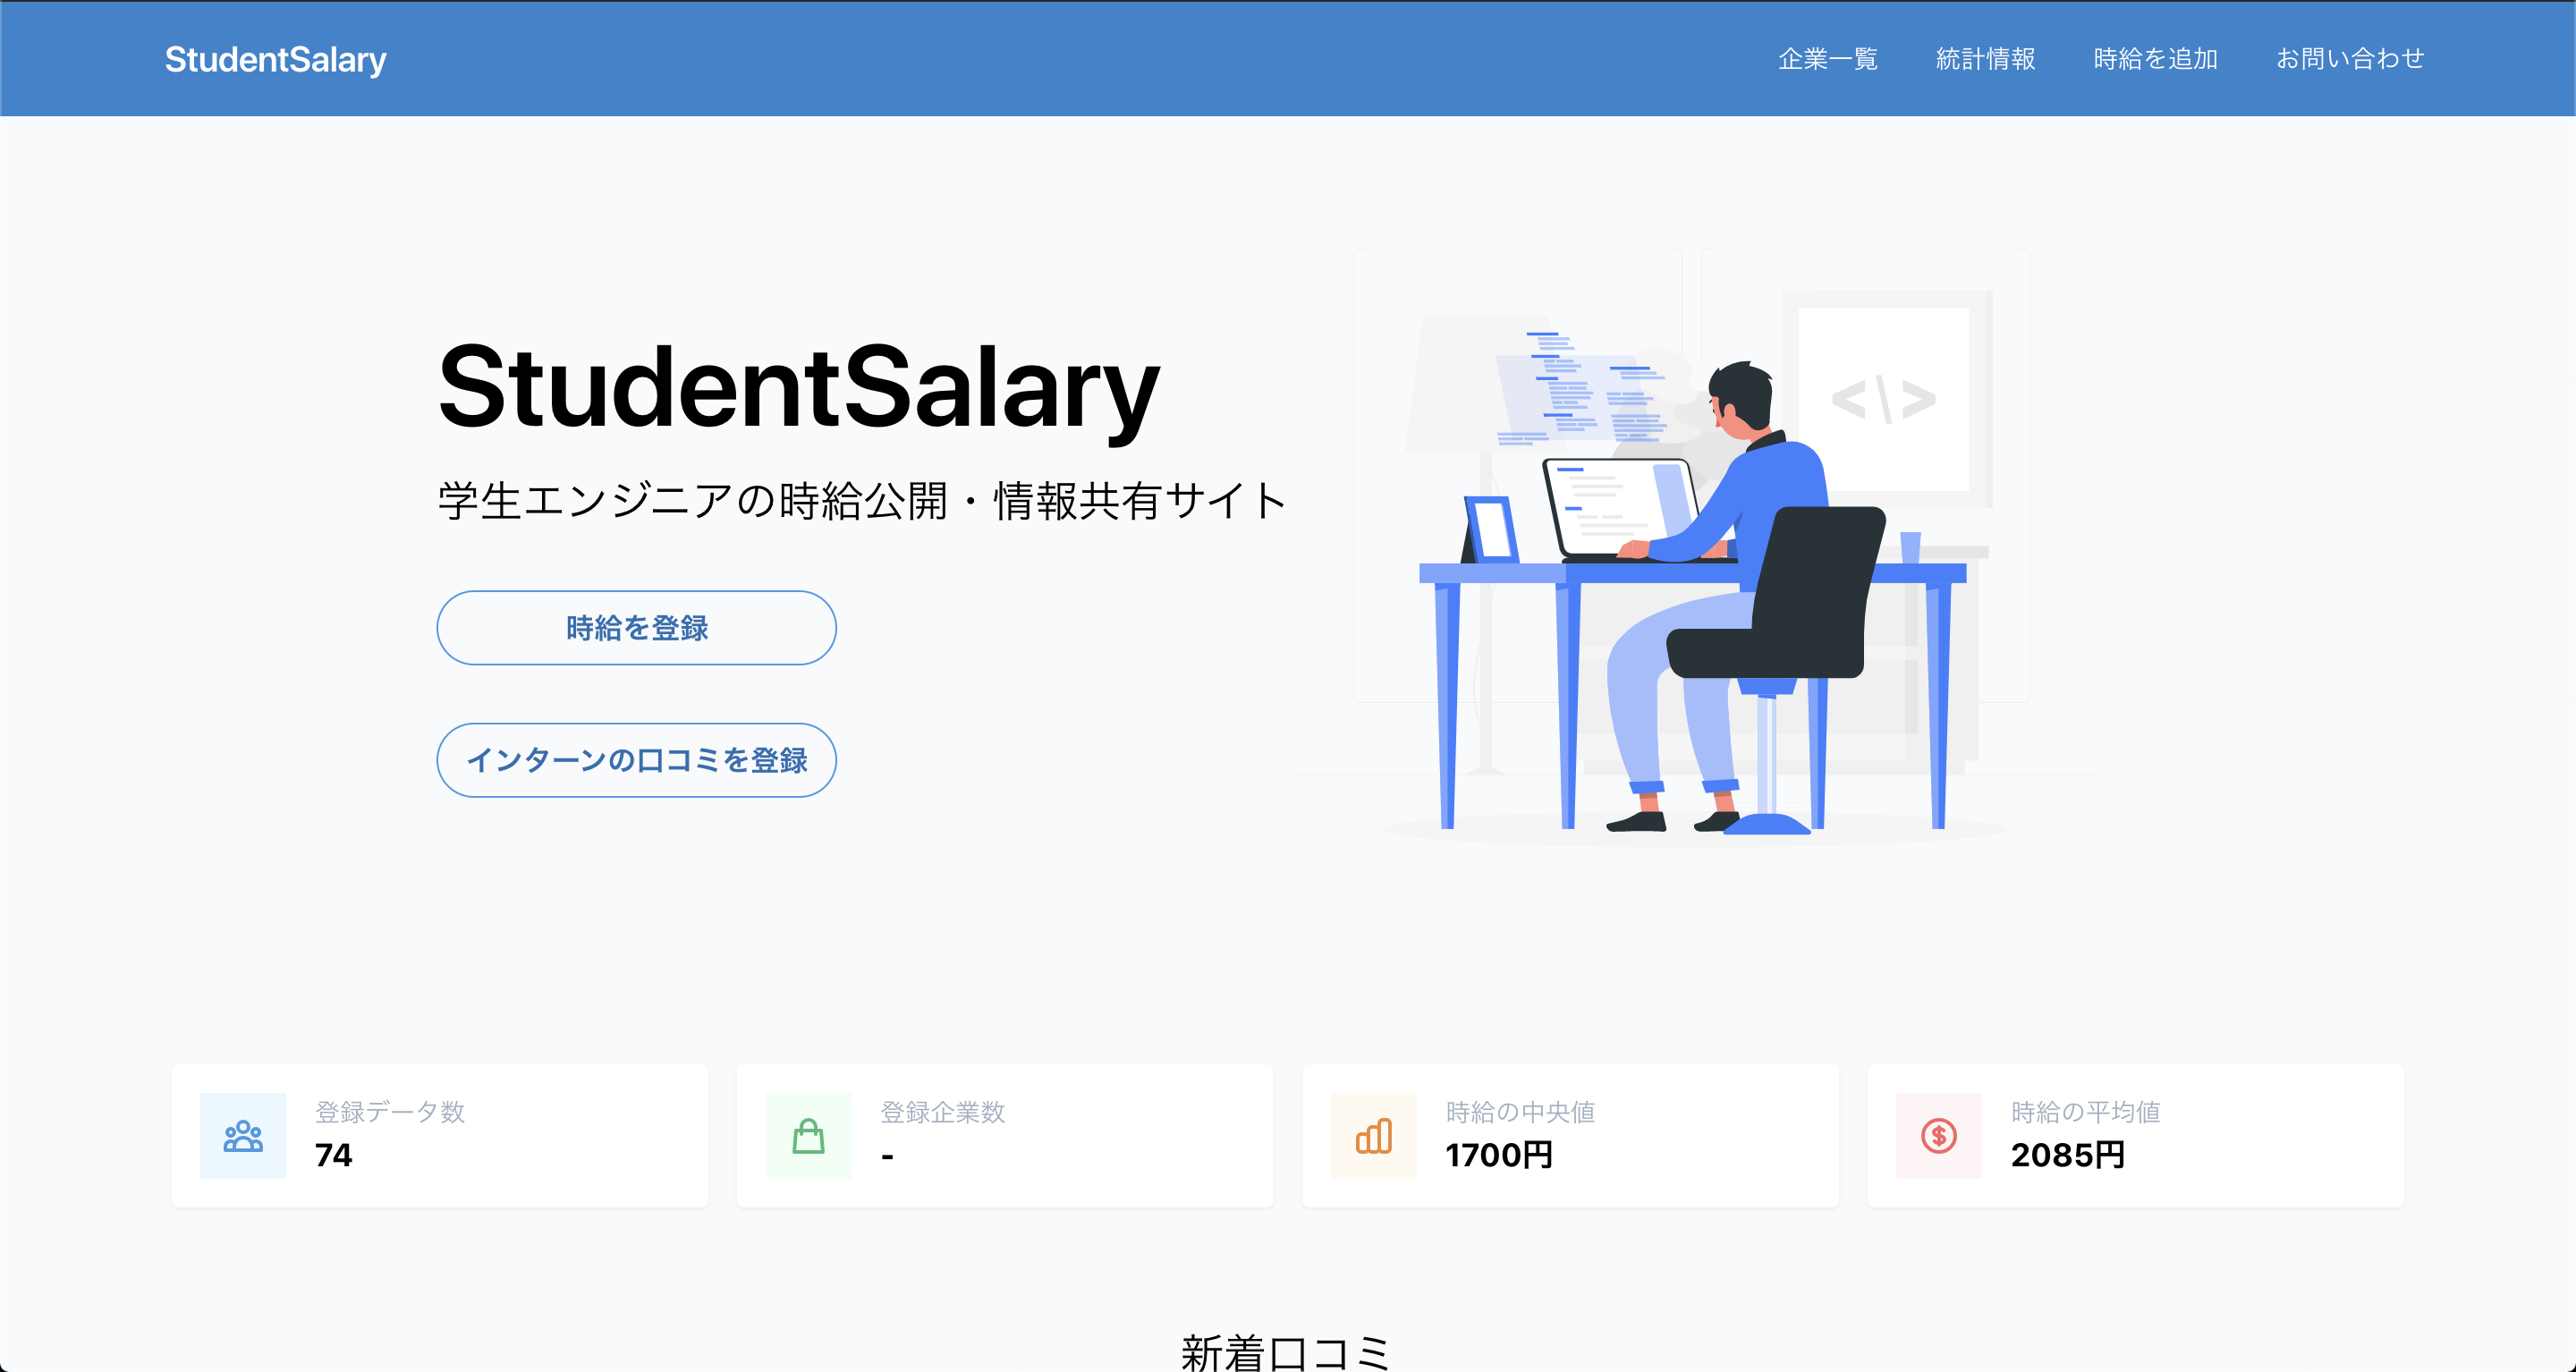 StudentSalary
企業一覧 統計情報 時給を追加 お問い合わせ
StudentSalary
学生エンジニアの時給公開・情報共有サイト
<\>
時給を登録
インターンの口コミを登録
登録データ数
74
登録企業数
-
時給の中央値
1700円
時給の平均値
2085円
新着口コミ